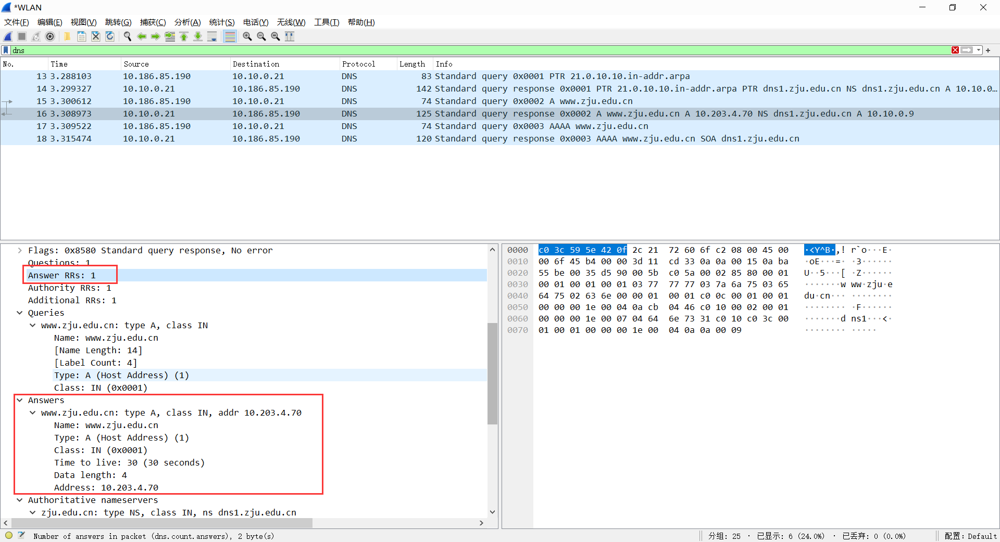 *WLAN
文件(F) 编辑(E) 视图(V) 跳转(G) 捕获(C) 分析(A) 统计(S) 电话(Y) 无线(W) 工具(T) 帮助(H)
dns
No. Time Source Destination Protocol Length Info
13 3.288103 10.186.85.190 10.10.0.21 DNS 83 Standard query 0x0001 PTR 21.0.10.10.in-addr.arpa
14 3.299327 10.10.0.21 10.186.85.190 DNS 142 Standard query response 0x0001 PTR 21.0.10.10.in-addr.arpa PTR dns1.zju.edu.cn NS dns1.zju.edu.cn A 10.10.0…
15 3.300612 10.186.85.190 10.10.0.21 DNS 74 Standard query 0x0002 A www.zju.edu.cn
16 3.308973 10.10.0.21 10.186.85.190 DNS 125 Standard query response 0x0002 A www.zju.edu.cn A 10.203.4.70 NS dns1.zju.edu.cn A 10.10.0.9
17 3.309522 10.186.85.190 10.10.0.21 DNS 74 Standard query 0x0003 AAAA www.zju.edu.cn
18 3.315474 10.10.0.21 10.186.85.190 DNS 120 Standard query response 0x0003 AAAA www.zju.edu.cn SOA dns1.zju.edu.cn
Flags: 0x8580 Standard query response, No error
Questions: 1
Answer RRs: 1
Authority RRs: 1
Additional RRs: 1
Queries
www.zju.edu.cn: type A, class IN
Name: www.zju.edu.cn
[Name Length: 14]
[Label Count: 4]
Type: A (Host Address) (1)
Class: IN (0x0001)
Answers
www.zju.edu.cn: type A, class IN, addr 10.203.4.70
Name: www.zju.edu.cn
Type: A (Host Address) (1)
Class: IN (0x0001)
Time to live: 30 (30 seconds)
Data length: 4
Address: 10.203.4.70
Authoritative nameservers
zju.edu.cn: type NS, class IN, ns dns1.zju.edu.cn
0000 c0 3c 59 5e 42 0f 2c 21 72 60 6f c2 08 00 45 00 ·<Y^B·,! r`o···E·
0010 00 6f 45 b4 00 00 3d 11 cd 33 0a 0a 00 15 0a ba ·oE···=· ·3······
0020 55 be 00 35 d5 90 00 5b c0 5a 00 02 85 80 00 01 U··5···[ ·Z······
0030 00 01 00 01 00 01 03 77 77 77 03 7a 6a 75 03 65 ·······w ww·zju·e
0040 64 75 02 63 6e 00 00 01 00 01 c0 0c 00 01 00 01 du·cn··· ········
0050 00 00 00 1e 00 04 0a cb 04 46 c0 10 00 02 00 01 ········ ·F······
0060 00 00 00 1e 00 07 04 64 6e 73 31 c0 10 c0 3c 00 ·······d ns1···<·
0070 01 00 01 00 00 00 1e 00 04 0a 0a 00 09 ········ ·····
Number of answers in packet (dns.count.answers), 2 byte(s)
分组: 25 · 已显示: 6 (24.0%) · 已丢弃: 0 (0.0%)
配置: Default